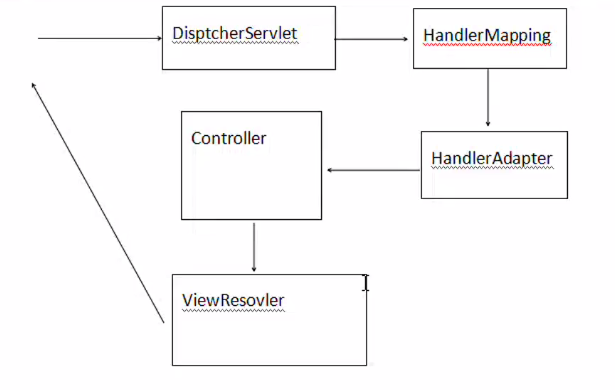 DisptcherServlet
HandlerMapping
Controller
HandlerAdapter
ViewResovler